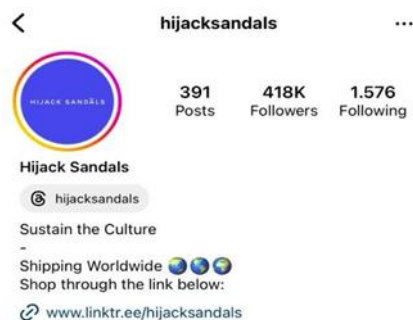 hijacksandals
HIJACK SANDALS
391 418K 1.576
Posts Followers Following
Hijack Sandals
hijacksandals
Sustain the Culture
-
Shipping Worldwide 🌏🌍🌎
Shop through the link below:
www.linktr.ee/hijacksandals